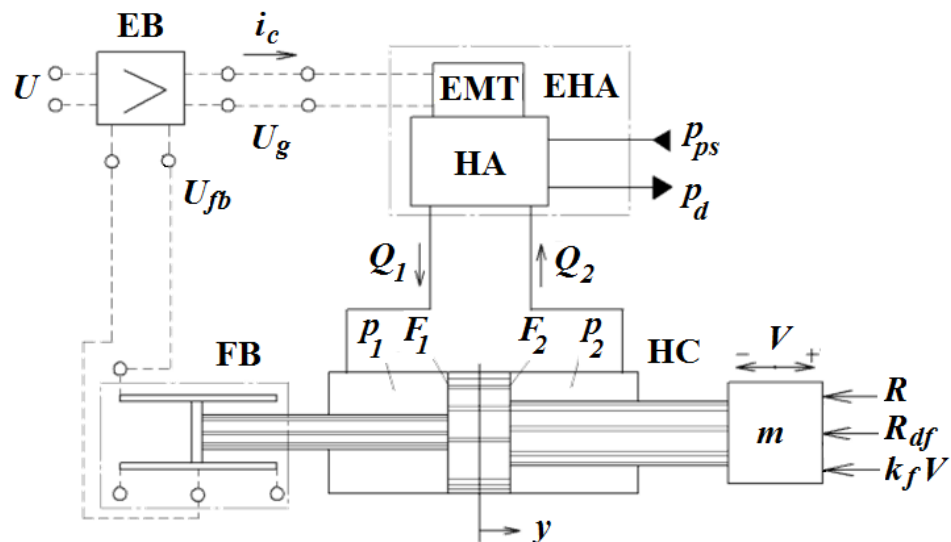 EB
i_c
U
EMT
EHA
U_g
HA
p_ps
p_d
U_fb
Q_1
Q_2
FB
p_1
F_1
F_2
p_2
HC
- V +
R
m
R_df
k_f V
y